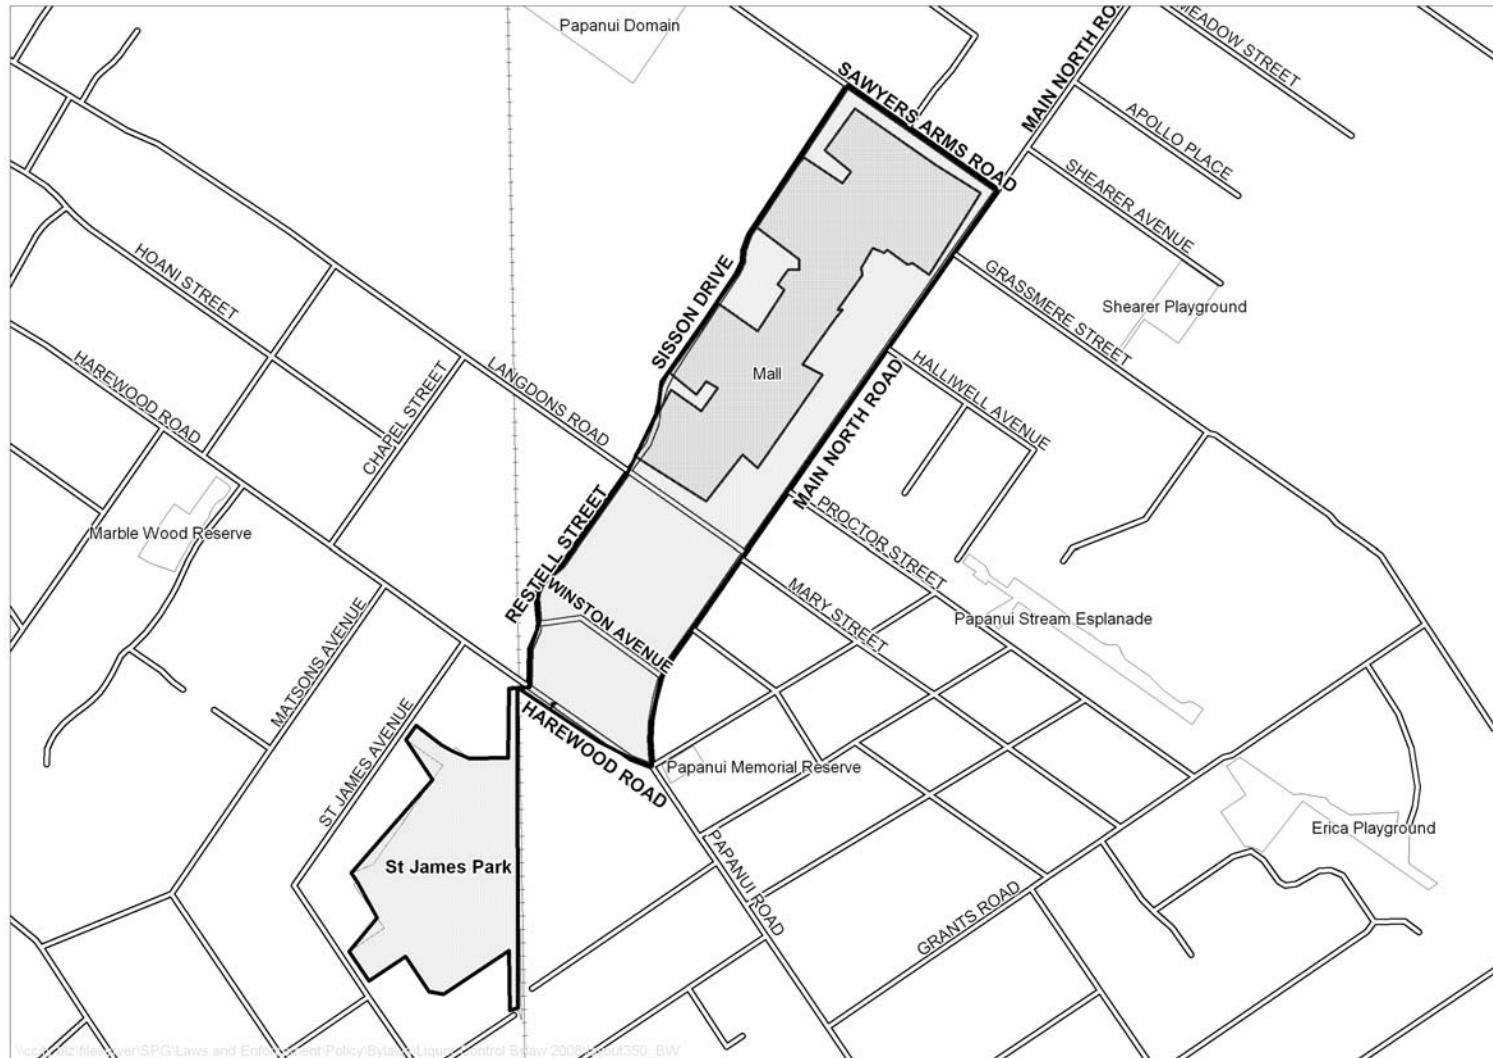 Papanui Domain
MEADOW STREET
MAIN NORTH
SAWYERS ARMS ROAD
APOLLO PLACE
SHEARER AVENUE
HOANI STREET
GRASSMERE STREET
Shearer Playground
SISSON DRIVE
HAREWOOD ROAD
CHAPEL STREET
LANGDONS ROAD
Mall
HALLIWELL AVENUE
MAIN NORTH ROAD
Marble Wood Reserve
RESTELL STREET
PROCTOR STREET
WINSTON AVENUE
MARY STREET
Papanui Stream Esplanade
MATSONS AVENUE
ST JAMES AVENUE
HAREWOOD ROAD
Papanui Memorial Reserve
Erica Playground
St James Park
PAPANUI ROAD
GRANTS ROAD